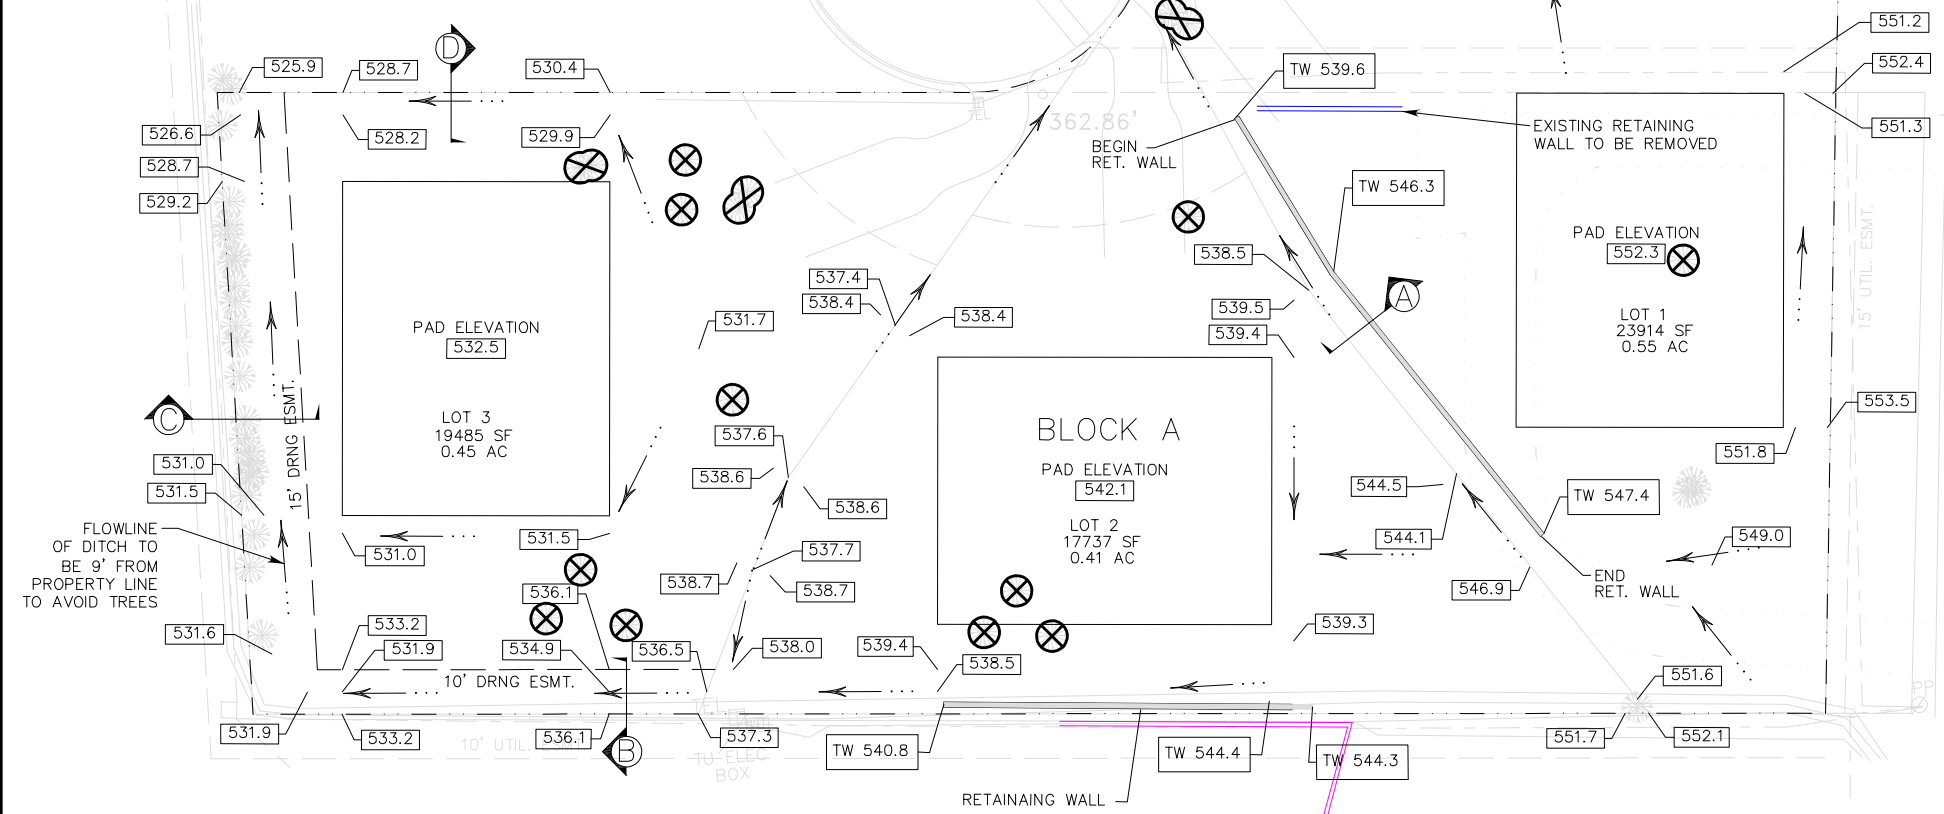 551.2
D
525.9
528.7
530.4
TW 539.6
552.4
526.6
528.2
529.9
TEL
362.86'
BEGIN
RET. WALL
EXISTING RETAINING
WALL TO BE REMOVED
551.3
528.7
529.2
TW 546.3
PAD ELEVATION
552.3
15' UTIL. ESMT.
538.5
537.4
538.4
538.4
539.5
539.4
A
531.7
PAD ELEVATION
532.5
LOT 1
23914 SF
0.55 AC
C
15' DRNG ESMT.
LOT 3
19485 SF
0.45 AC
537.6
538.6
538.6
BLOCK A
PAD ELEVATION
542.1
LOT 2
17737 SF
0.41 AC
553.5
551.8
544.5
TW 547.4
544.1
549.0
531.0
531.5
FLOWLINE
OF DITCH TO
BE 9' FROM
PROPERTY LINE
TO AVOID TREES
531.0
531.5
537.7
538.7
538.7
536.1
546.9
END
RET. WALL
531.6
533.2
531.9
534.9
536.5
538.0
539.4
538.5
539.3
551.6
10' DRNG ESMT.
TEL
PP
531.9
533.2
10' UTIL. ESMT.
536.1
B
537.3
TU ELEC
BOX
TW 540.8
TW 544.4
TW 544.3
551.7
552.1
RETAINAING WALL